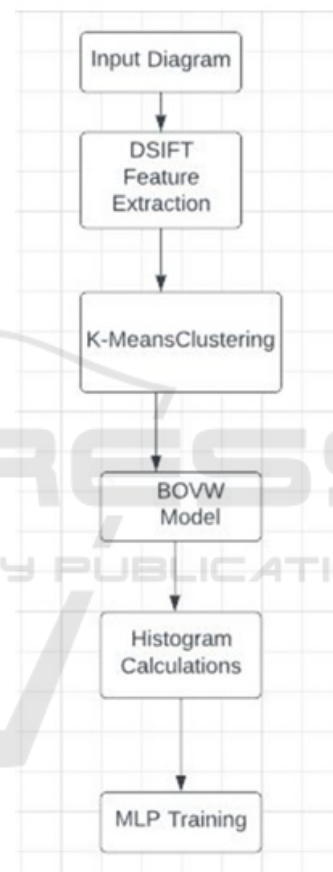 Input Diagram
DSIFT
Feature
Extraction
K-MeansClustering
BOVW
Model
Histogram
Calculations
MLP Training